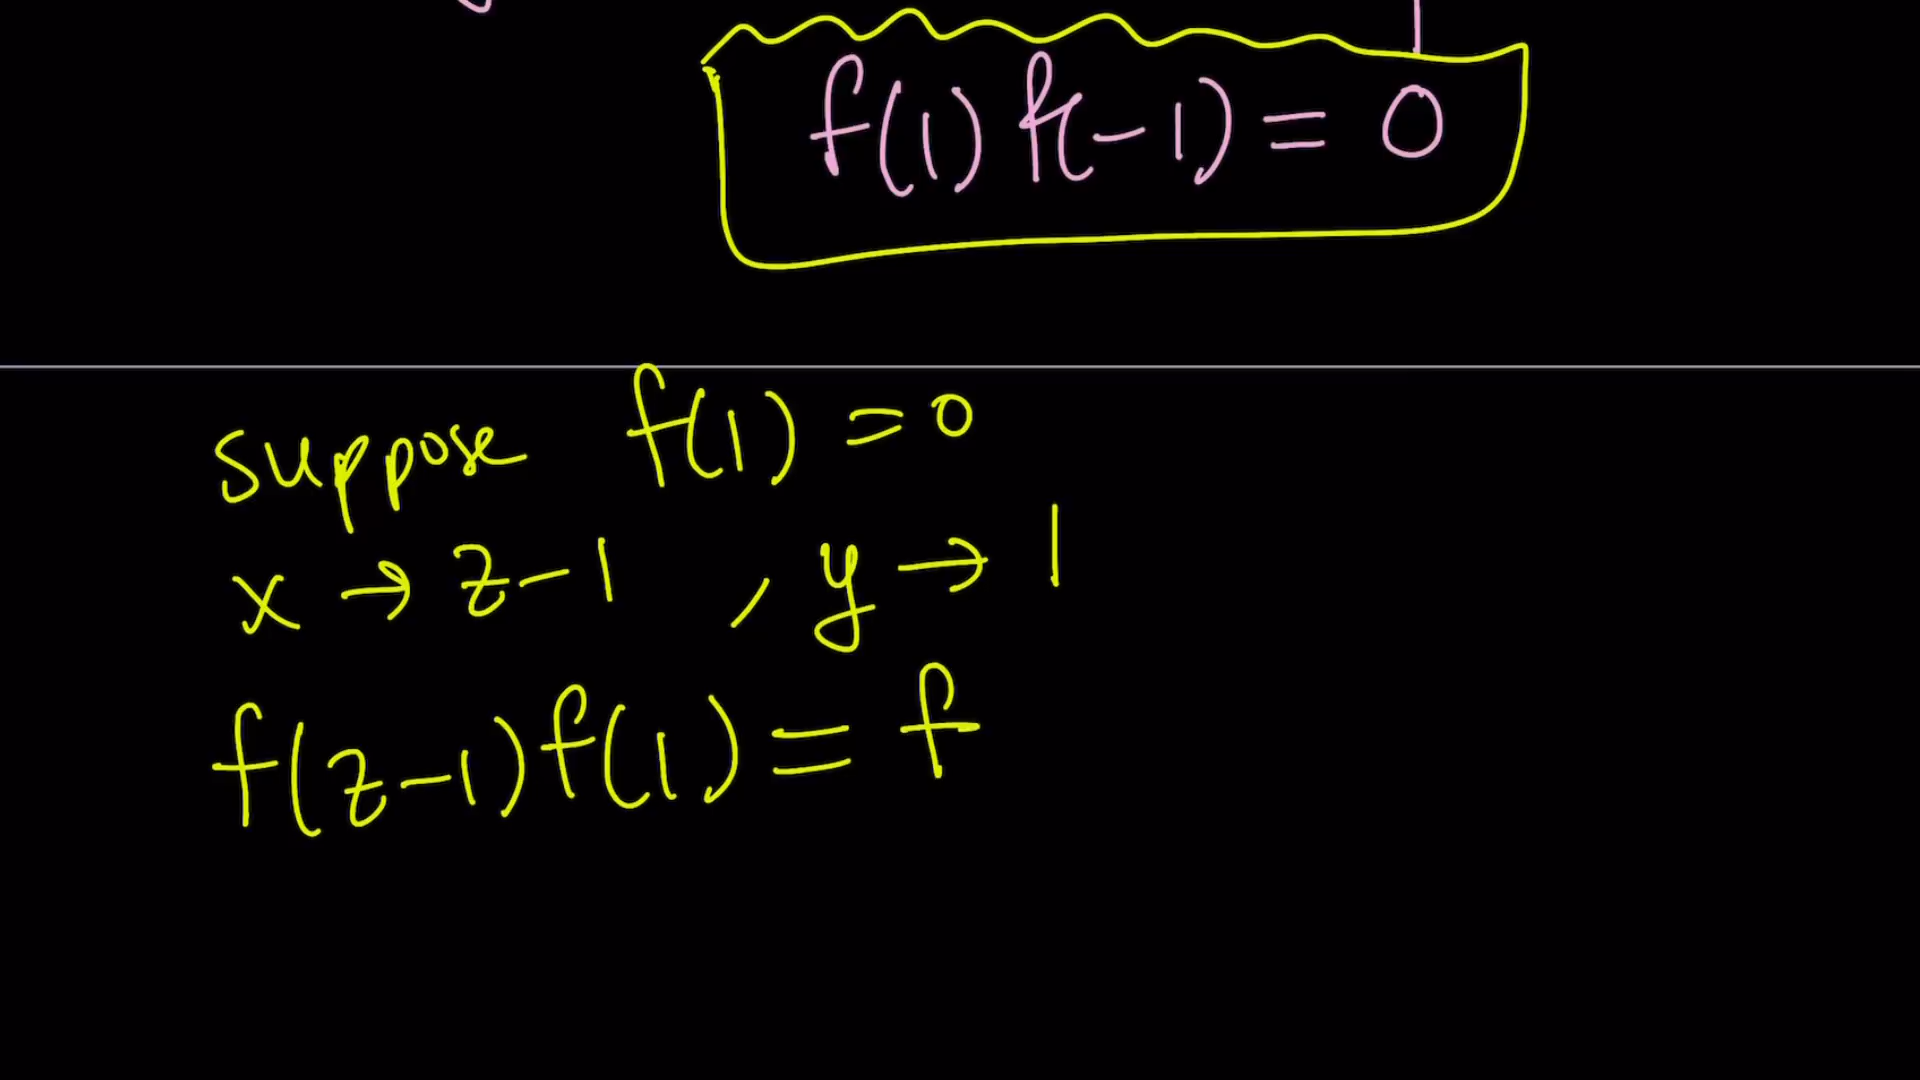 f(1) f(-1) = 0
suppose f(1) = 0
x → z-1 , y → 1
f(z-1) f(1) = f